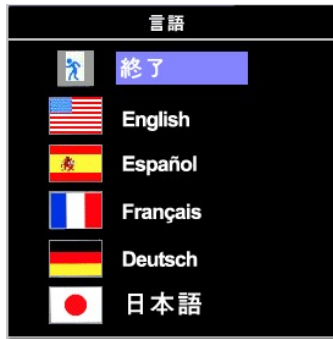 言語
終了
English
Español
Français
Deutsch
日本語